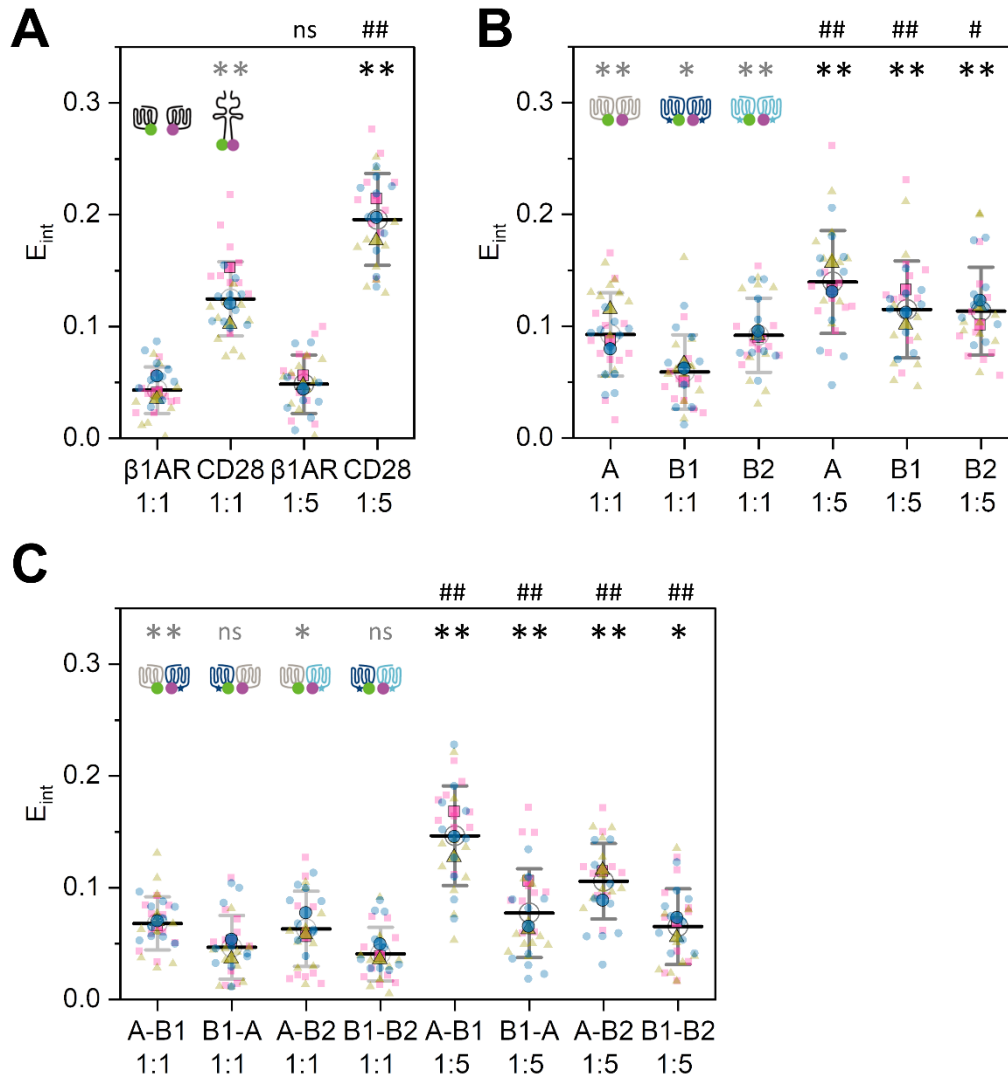 A
ns ##
** **
0.3
0.2
0.1
0.0
E_int
β1AR CD28 β1AR CD28
1:1 1:1 1:5 1:5
B
## ## #
** * ** ** ** **
0.3
0.2
0.1
0.0
E_int
A B1 B2 A B1 B2
1:1 1:1 1:1 1:5 1:5 1:5
C
## ## ## ##
** ns * ns ** ** ** *
0.3
0.2
0.1
0.0
E_int
A-B1 B1-A A-B2 B1-B2 A-B1 B1-A A-B2 B1-B2
1:1 1:1 1:1 1:1 1:5 1:5 1:5 1:5